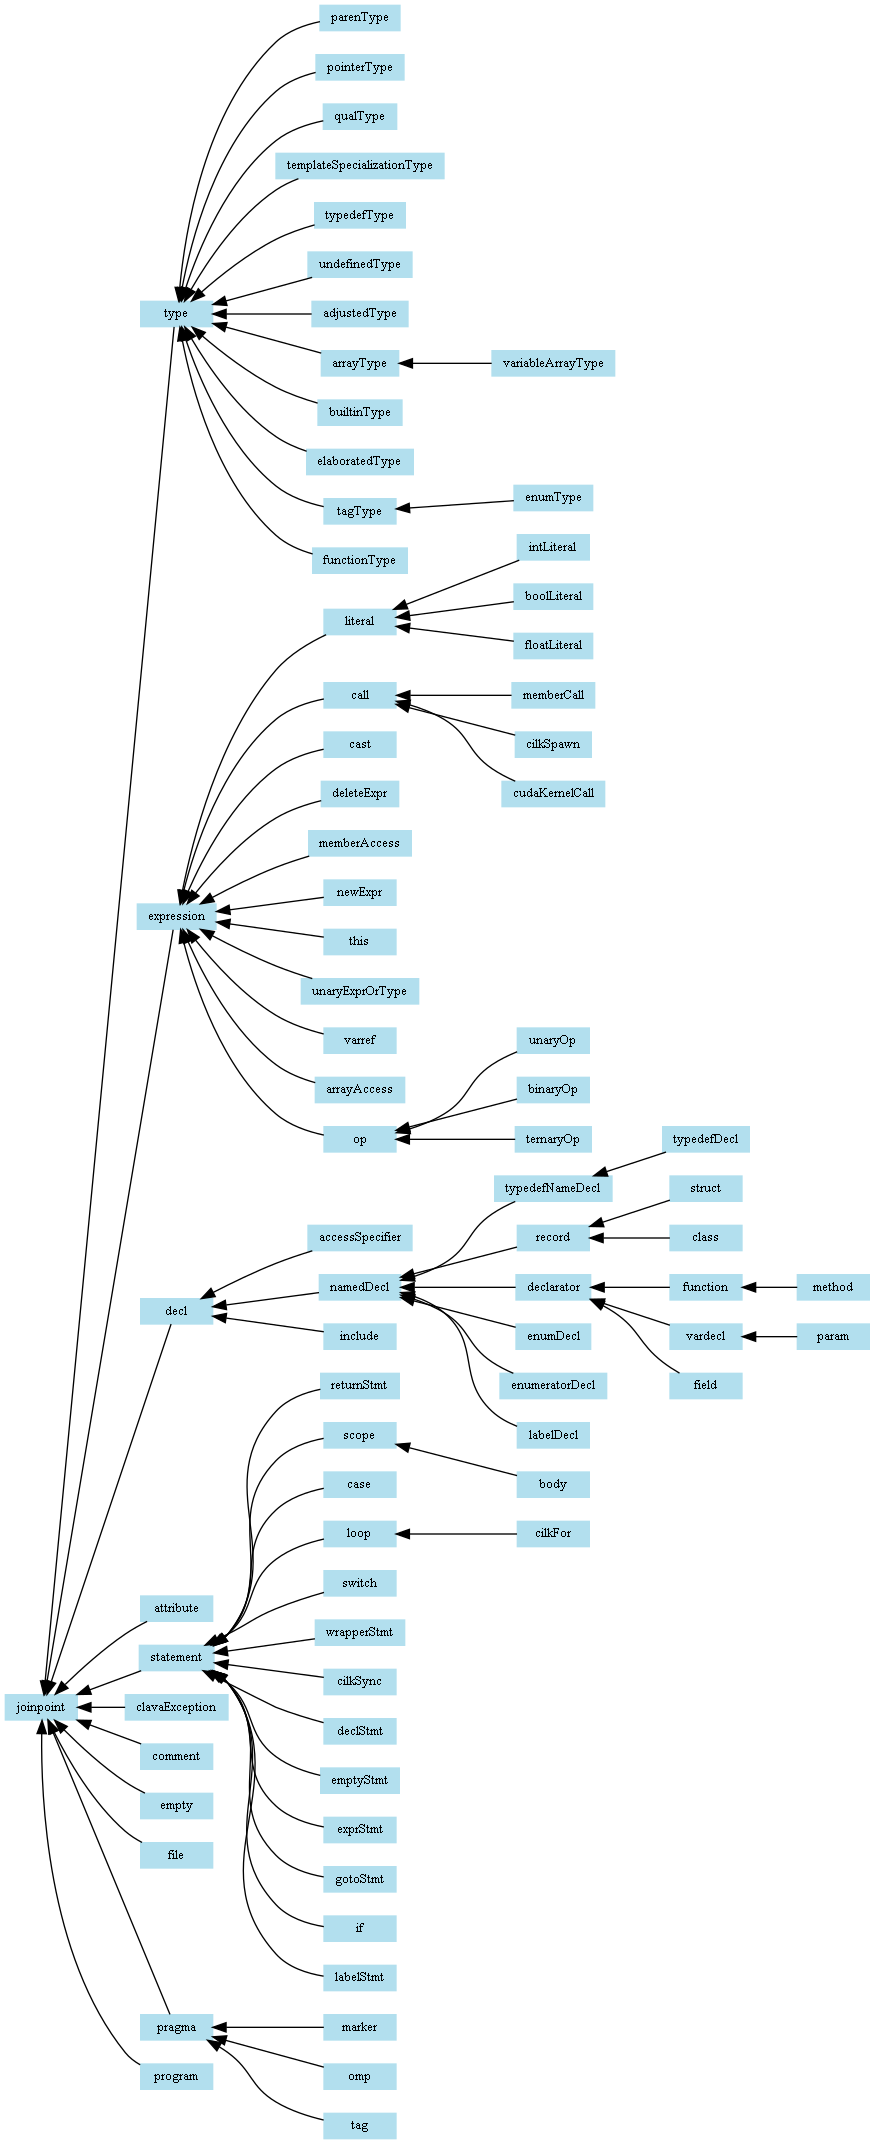 parenType
pointerType
qualType
templateSpecializationType
typedefType
undefinedType
type
adjustedType
arrayType
variableArrayType
builtinType
elaboratedType
tagType
enumType
functionType
intLiteral
boolLiteral
literal
floatLiteral
call
memberCall
cast
cilkSpawn
deleteExpr
cudaKernelCall
memberAccess
newExpr
expression
this
unaryExprOrType
varref
unaryOp
arrayAccess
binaryOp
op
ternaryOp
typedefDecl
typedefNameDecl
struct
accessSpecifier
record
class
namedDecl
declarator
function
method
decl
include
enumDecl
vardecl
param
returnStmt
enumeratorDecl
field
scope
labelDecl
case
body
loop
cilkFor
switch
attribute
wrapperStmt
statement
cilkSync
joinpoint
clavaException
declStmt
comment
emptyStmt
empty
exprStmt
file
gotoStmt
if
labelStmt
pragma
marker
program
omp
tag